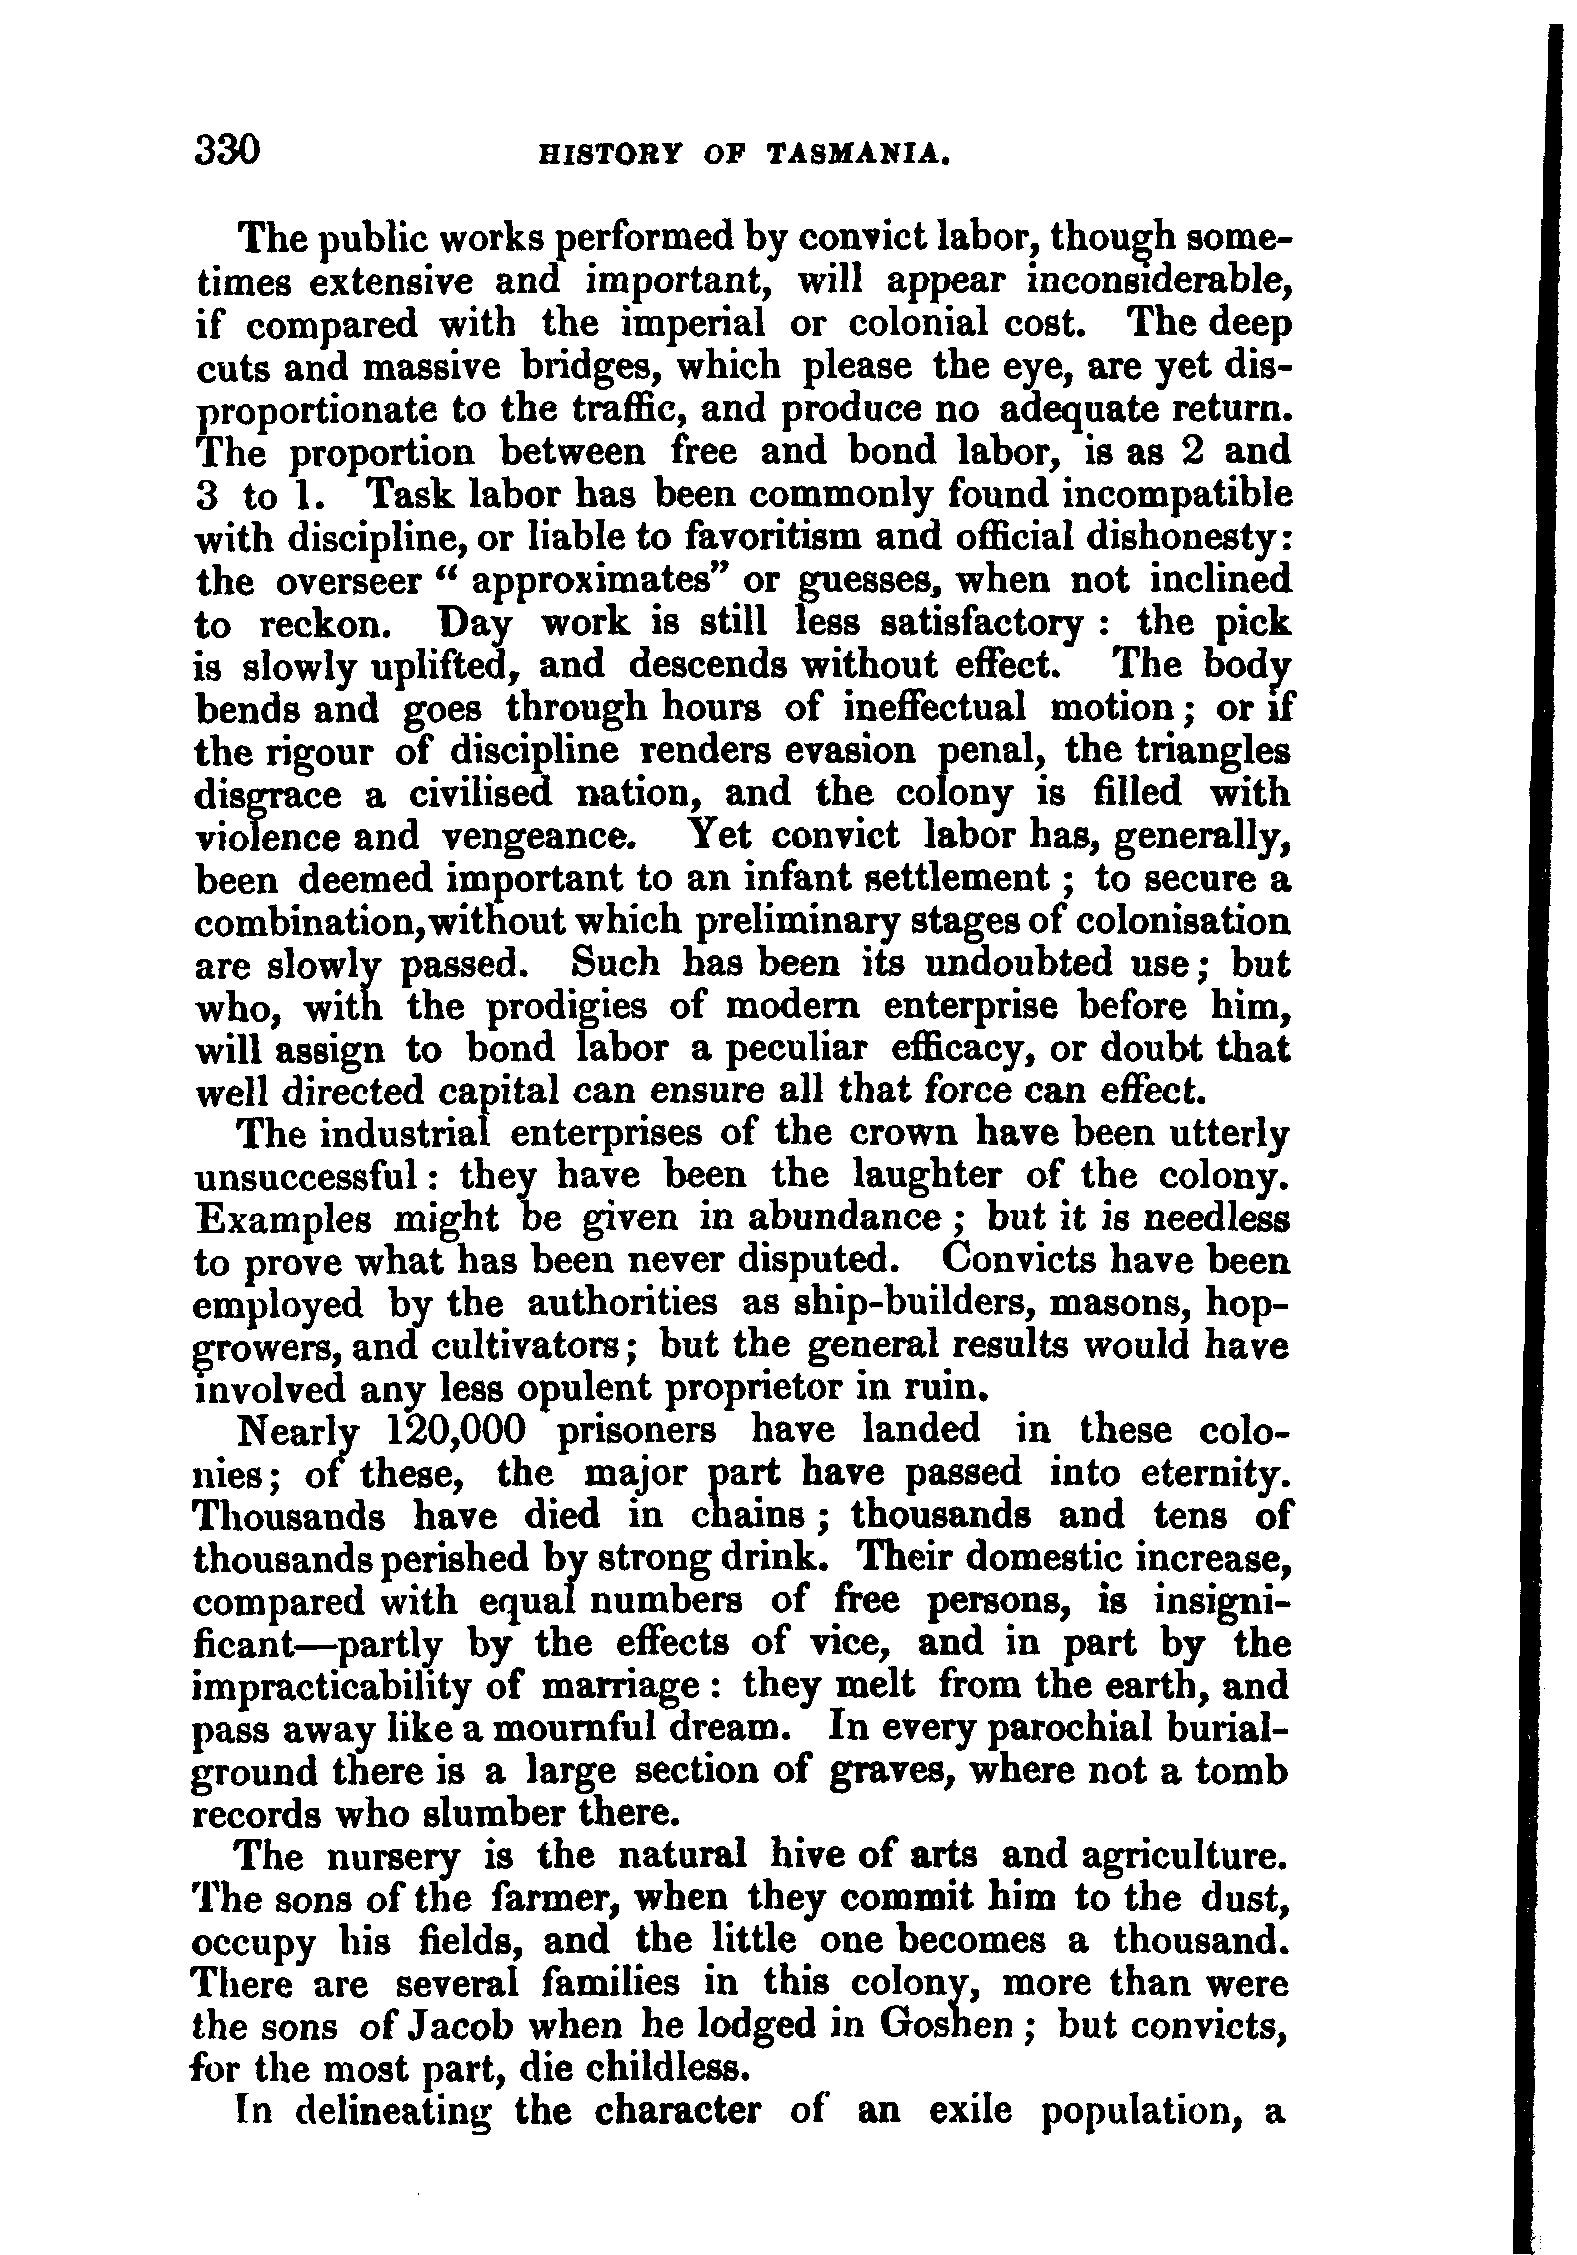 330 HISTORY OF TASMANIA.
The public works performed by convict labor, though some-
times extensive and important, will appear inconsiderable,
if compared with the imperial or colonial cost. The deep
cuts and massive bridges, which please the eye, are yet dis-
proportionate to the traffic, and produce no adequate return.
The proportion between free and bond labor, is as 2 and
3 to 1. Task labor has been commonly found incompatible
with discipline, or liable to favoritism and official dishonesty:
the overseer “ approximates” or guesses, when not inclined
to reckon. Day work is still less satisfactory : the pick
is slowly uplifted, and descends without effect. The body
bends and goes through hours of ineffectual motion; or if
the rigour of discipline renders evasion penal, the triangles
disgrace a civilised nation, and the colony is filled with
violence and vengeance. Yet convict labor has, generally,
been deemed important to an infant settlement ; to secure a
combination, without which preliminary stages of colonisation
are slowly passed. Such has been its undoubted use; but
who, with the prodigies of modern enterprise before him,
will assign to bond labor a peculiar efficacy, or doubt that
well directed capital can ensure all that force can effect.
The industrial enterprises of the crown have been utterly
unsuccessful : they have been the laughter of the colony.
Examples might be given in abundance ; but it is needless
to prove what has been never disputed. Convicts have been
employed by the authorities as ship-builders, masons, hop-
growers, and cultivators; but the general results would have
involved any less opulent proprietor in ruin.
Nearly 120,000 prisoners have landed in these colo-
nies; of these, the major part have passed into eternity.
Thousands have died in chains ; thousands and tens of
thousands perished by strong drink. Their domestic increase,
compared with equal numbers of free persons, is insigni-
ficant—partly by the effects of vice, and in part by the
impracticability of marriage : they melt from the earth, and
pass away like a mournful dream. In every parochial burial-
ground there is a large section of graves, where not a tomb
records who slumber there.
The nursery is the natural hive of arts and agriculture.
The sons of the farmer, when they commit him to the dust,
occupy his fields, and the little one becomes a thousand.
There are several families in this colony, more than were
the sons of Jacob when he lodged in Goshen ; but convicts,
for the most part, die childless.
In delineating the character of an exile population, a